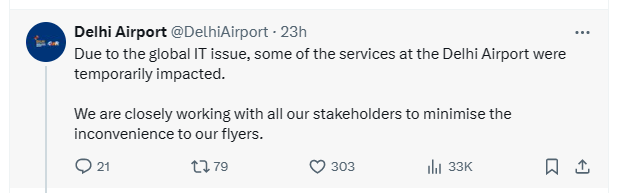 Delhi Airport @DelhiAirport · 23h
Due to the global IT issue, some of the services at the Delhi Airport were
temporarily impacted.
We are closely working with all our stakeholders to minimise the
inconvenience to our flyers.
21 79 303 33K